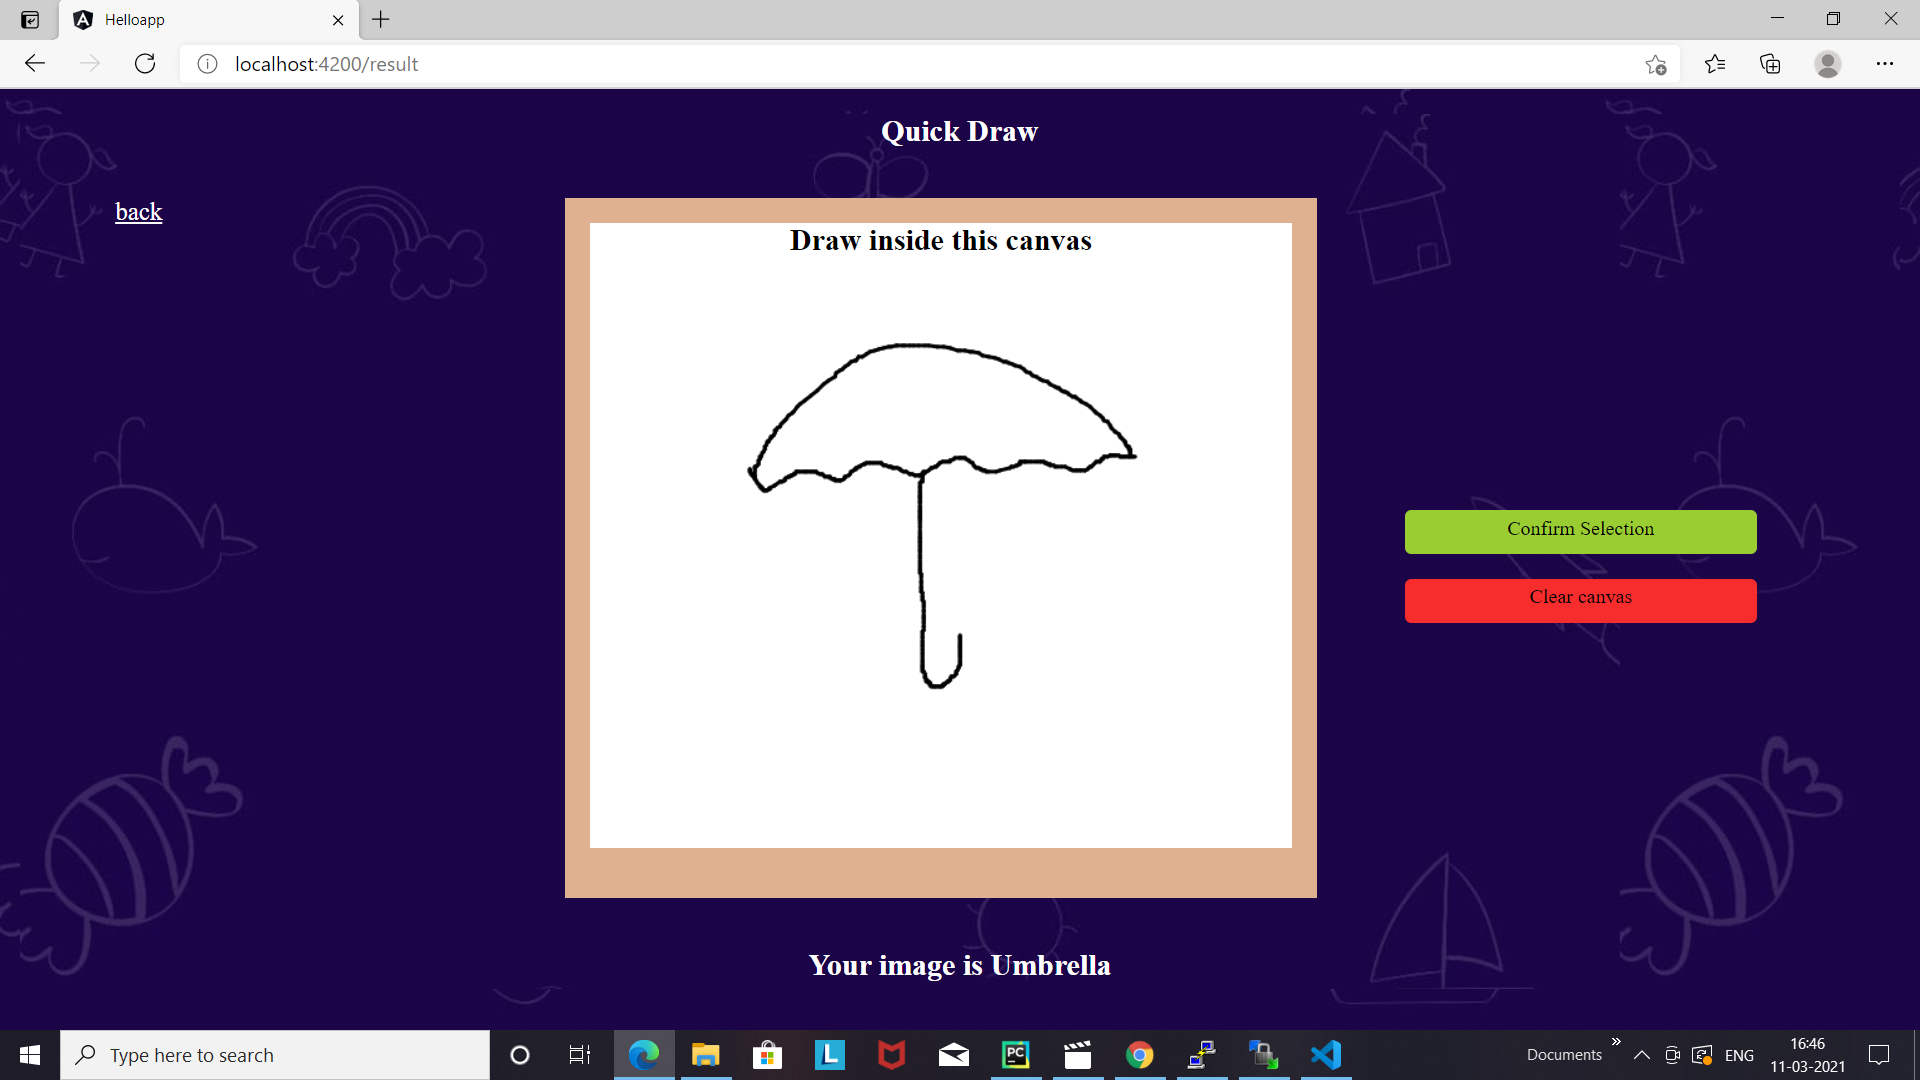 Helloapp
localhost:4200/result
Quick Draw
back
Draw inside this canvas
Confirm Selection
Clear canvas
Your image is Umbrella
Type here to search
L
PC
Documents
ENG
16:46
11-03-2021